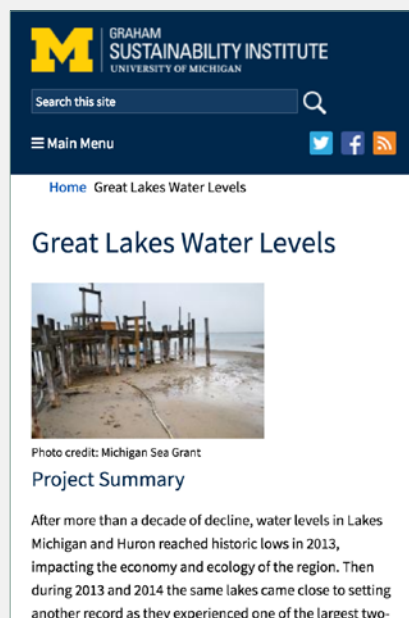 M
GRAHAM
SUSTAINABILITY INSTITUTE
UNIVERSITY OF MICHIGAN
Search this site
Main Menu
Home Great Lakes Water Levels
Great Lakes Water Levels
Photo credit: Michigan Sea Grant
Project Summary
After more than a decade of decline, water levels in Lakes
Michigan and Huron reached historic lows in 2013,
impacting the economy and ecology of the region. Then
during 2013 and 2014 the same lakes came close to setting
another record as they experienced one of the largest two-